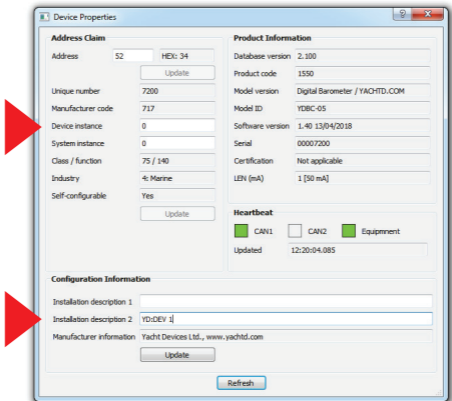 Device Properties
Address Claim
Address 52 HEX: 34
Update
Unique number 7200
Manufacturer code 717
Device instance 0
System instance 0
Class / function 75 / 140
Industry 4: Marine
Self-configurable Yes
Update
Product Information
Database version 2.100
Product code 1550
Model version Digital Barometer / YACHTD.COM
Model ID YDBC-05
Software version 1.40 13/04/2018
Serial 00007200
Certification Not applicable
LEN (mA) 1 [50 mA]
Heartbeat
CAN1 CAN2 Equipmnent
Updated 12:20:04.085
Configuration Information
Installation description 1
Installation description 2 YD:DEV 1
Manufacturer information Yacht Devices Ltd., www.yachtd.com
Update
Refresh